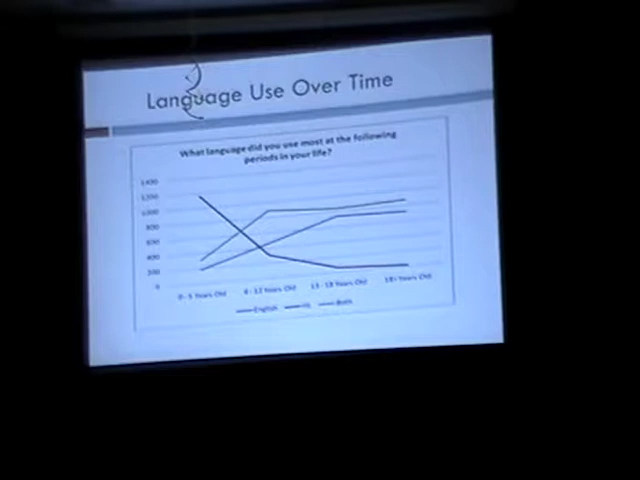 Language Use Over Time
What language did you use most at the following
periods in your life?
1400
1200
1000
800
600
400
200
0
0 - 5 Years Old 6 - 12 Years Old 13 - 18 Years Old 18+ Years Old
English HL Both